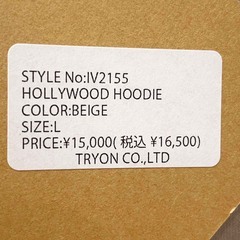 STYLE No:IV2155
HOLLYWOOD HOODIE
COLOR:BEIGE
SIZE:L
PRICE:¥15,000( 税込 ¥16,500)
TRYON CO.,LTD